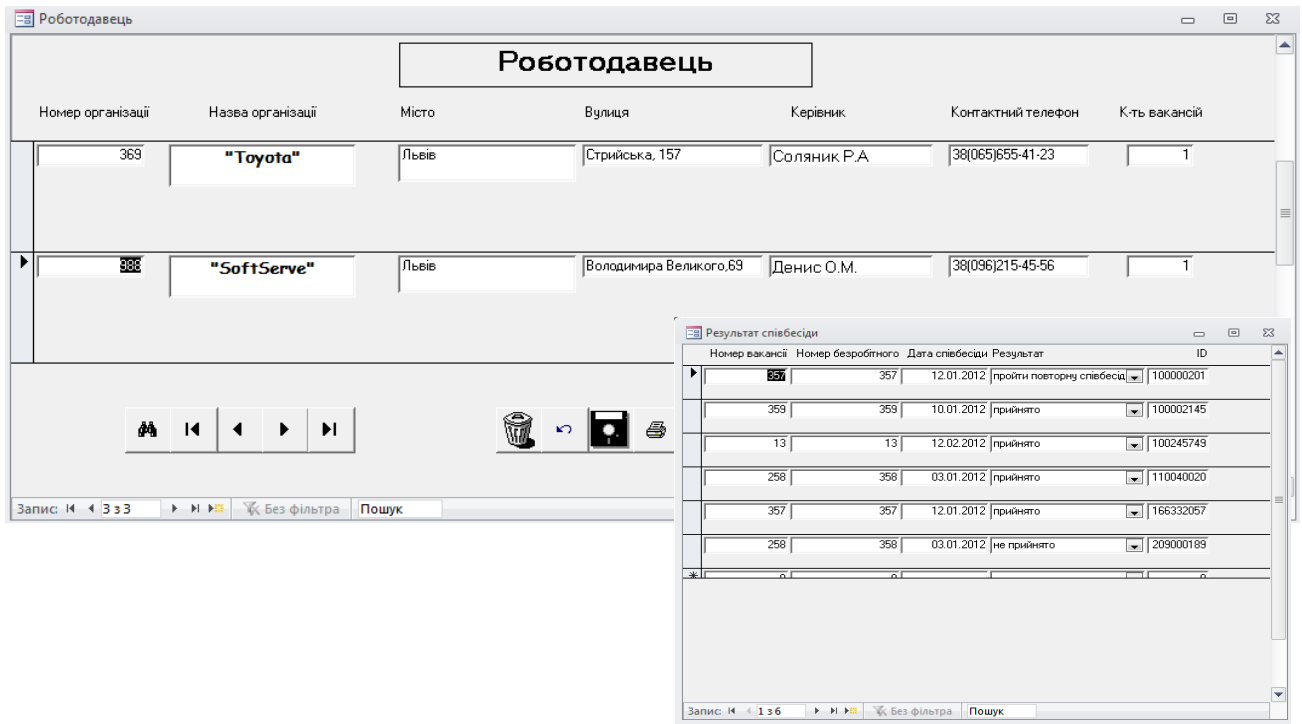 Роботодавець
Роботодавець
Номер організації Назва організації Місто Вулиця Керівник Контактний телефон К-ть вакансій
369 "Toyota" Львів Стрийська, 157 Соляник Р.А 38(065)655-41-23 1
988 "SoftServe" Львів Володимира Великого,69 Денис О.М. 38(096)215-45-56 1
Запис: 3 з 3 Без фільтра Пошук
Результат співбесіди
Номер вакансії Номер безробітного Дата співбесіди Результат ID
357 357 12.01.2012 пройти повторну співбесід 100000201
359 359 10.01.2012 прийнято 100002145
13 13 12.02.2012 прийнято 100245749
258 358 03.01.2012 прийнято 110040020
357 357 12.01.2012 прийнято 166332057
258 358 03.01.2012 не прийнято 209000189
Запис: 1 з 6 Без фільтра Пошук